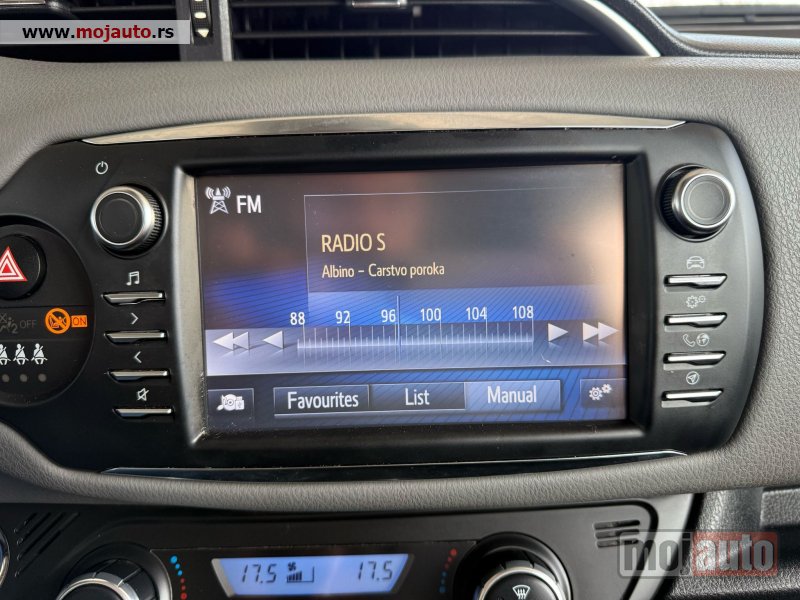 www.mojauto.rs
FM
RADIO S
Albino – Carstvo poroka
88 92 96 100 104 108
Favourites List Manual
2 OFF
ON
17.5 17.5
mojauto